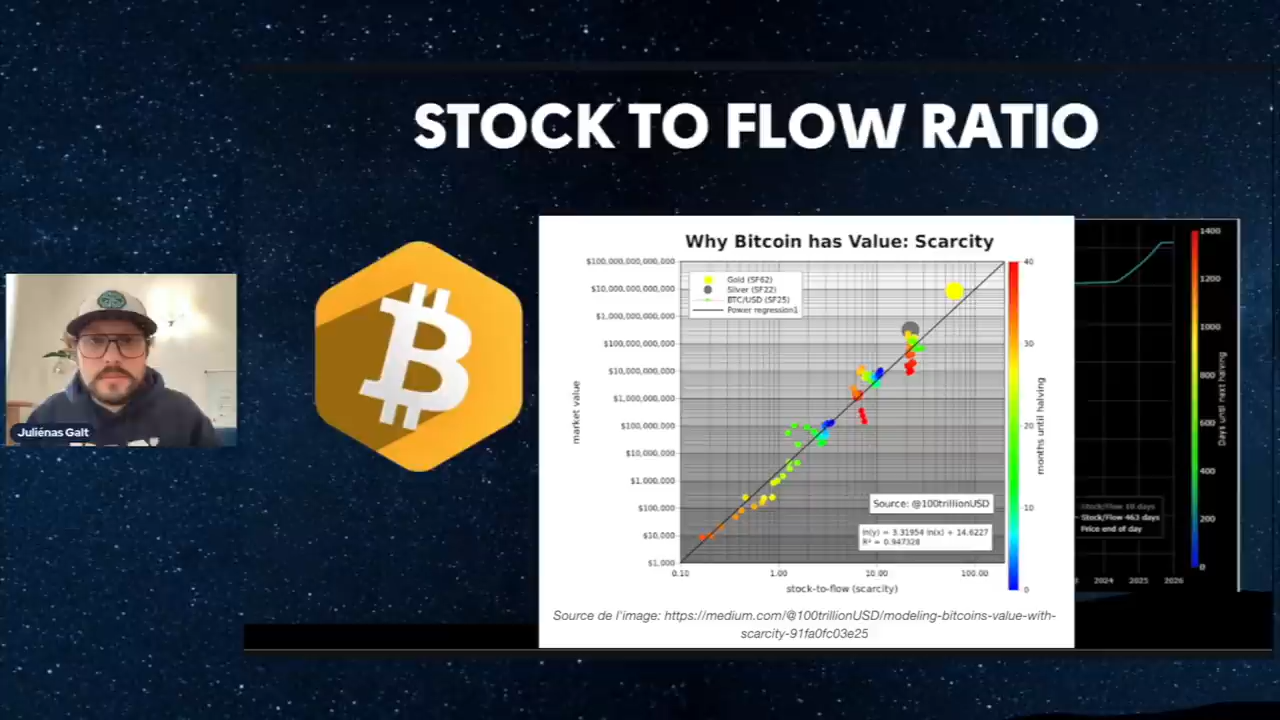 STOCK TO FLOW RATIO
Why Bitcoin has Value: Scarcity
$100,000,000,000,000
$10,000,000,000,000
$1,000,000,000,000
$100,000,000,000
$10,000,000,000
$1,000,000,000
$100,000,000
$10,000,000
$1,000,000
$100,000
$10,000
$1,000
market value
Gold (SF62)
Silver (SF22)
BTC/USD (SF25)
Power regression1
Source: @100trillionUSD
ln(y) = 3.31954 ln(x) + 14.6227
R² = 0.947328
0.10 1.00 10.00 100.00
stock-to-flow (scarcity)
40
30
20
10
0
months until halving
Source de l'image: https://medium.com/@100trillionUSD/modeling-bitcoins-value-with-
scarcity-91fa0fc03e25
1400
1200
1000
800
600
400
200
0
Days until next halving
Stock/Flow 10 days
Stock/Flow 463 days
Price end of day
2024 2025 2026
Juliénas Galt